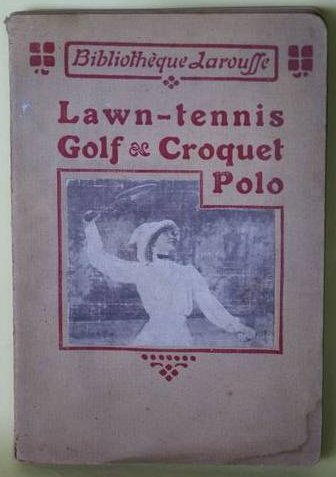 Bibliothèque Larousse
Lawn-tennis
Golf & Croquet
Polo